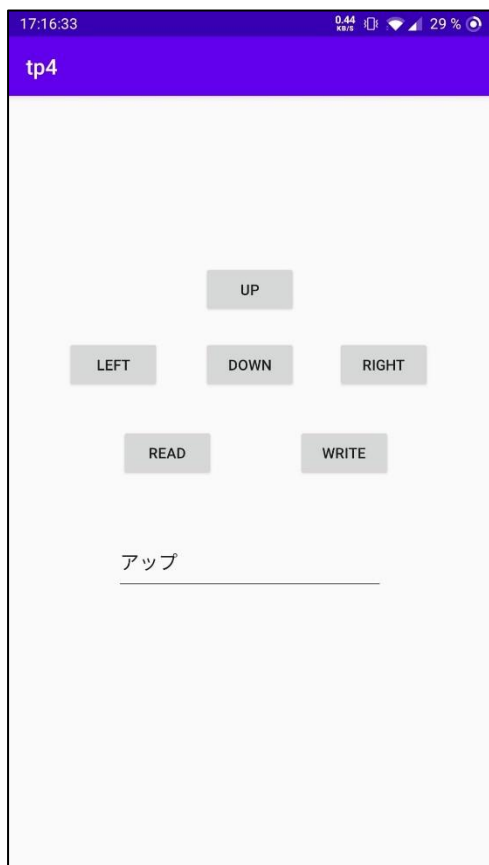 17:16:33 0.44 KB/S 29 %
tp4
UP
LEFT DOWN RIGHT
READ WRITE
アップ